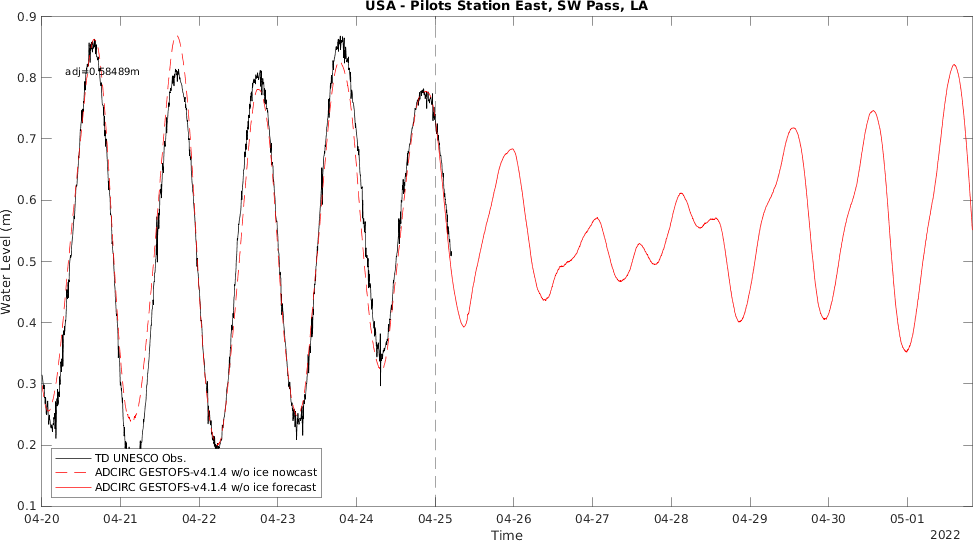 USA - Pilots Station East, SW Pass, LA
0.9
0.8
0.7
0.6
0.5
0.4
0.3
0.2
0.1
Water Level (m)
adj=0.58489m
TD UNESCO Obs.
ADCIRC GESTOFS-v4.1.4 w/o ice nowcast
ADCIRC GESTOFS-v4.1.4 w/o ice forecast
04-20 04-21 04-22 04-23 04-24 04-25 04-26 04-27 04-28 04-29 04-30 05-01
Time
2022